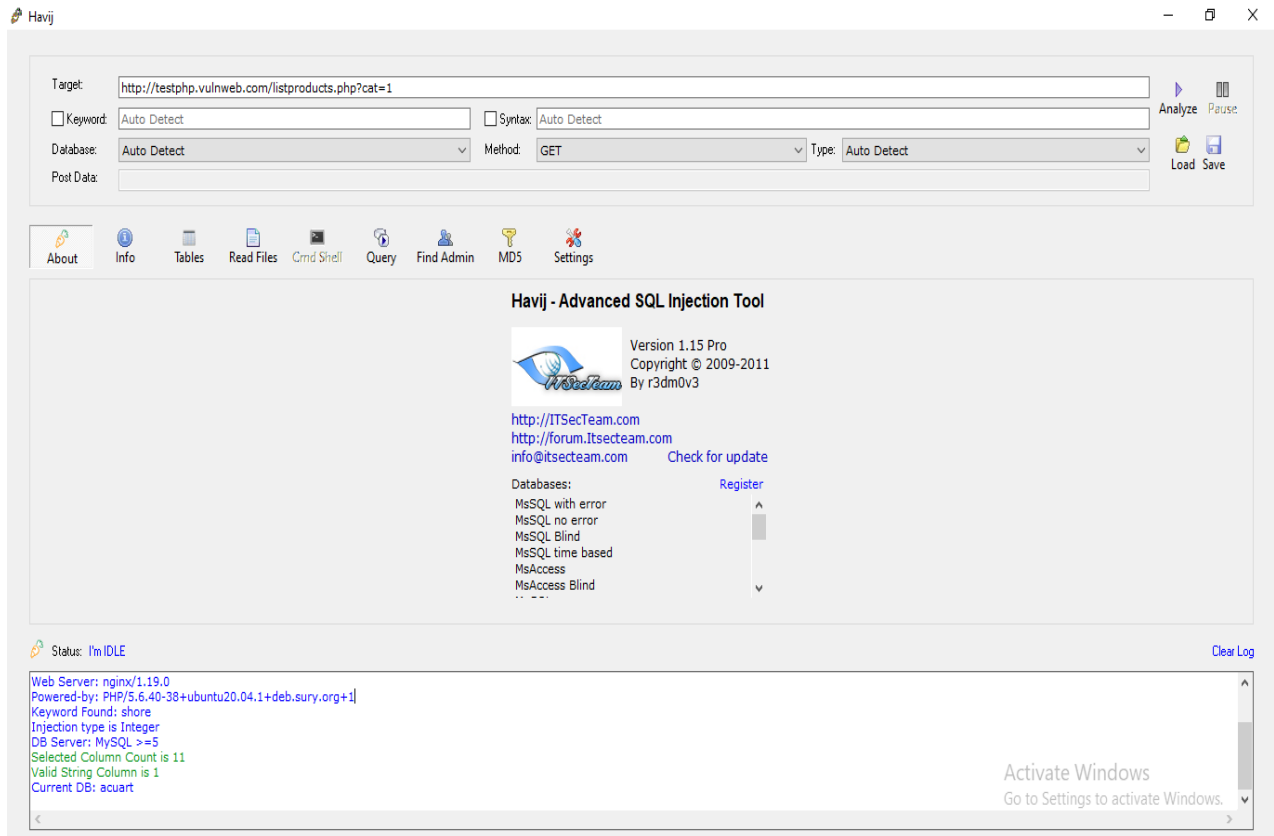 Havij
Target:
http://testphp.vulnweb.com/listproducts.php?cat=1
Analyze Pause
Keyword: Auto Detect Syntax: Auto Detect
Database: Auto Detect Method: GET Type: Auto Detect
Load Save
Post Data:
About Info Tables Read Files Cmd Shell Query Find Admin MD5 Settings
Havij - Advanced SQL Injection Tool
ITSecTeam
Version 1.15 Pro
Copyright © 2009-2011
By r3dm0v3
http://ITSecTeam.com
http://forum.Itsecteam.com
info@itsecteam.com Check for update
Databases: Register
MsSQL with error
MsSQL no error
MsSQL Blind
MsSQL time based
MsAccess
MsAccess Blind
Status: I'm IDLE Clear Log
Web Server: nginx/1.19.0
Powered-by: PHP/5.6.40-38+ubuntu20.04.1+deb.sury.org+1
Keyword Found: shore
Injection type is Integer
DB Server: MySQL >=5
Selected Column Count is 11
Valid String Column is 1
Current DB: acuart
Activate Windows
Go to Settings to activate Windows.